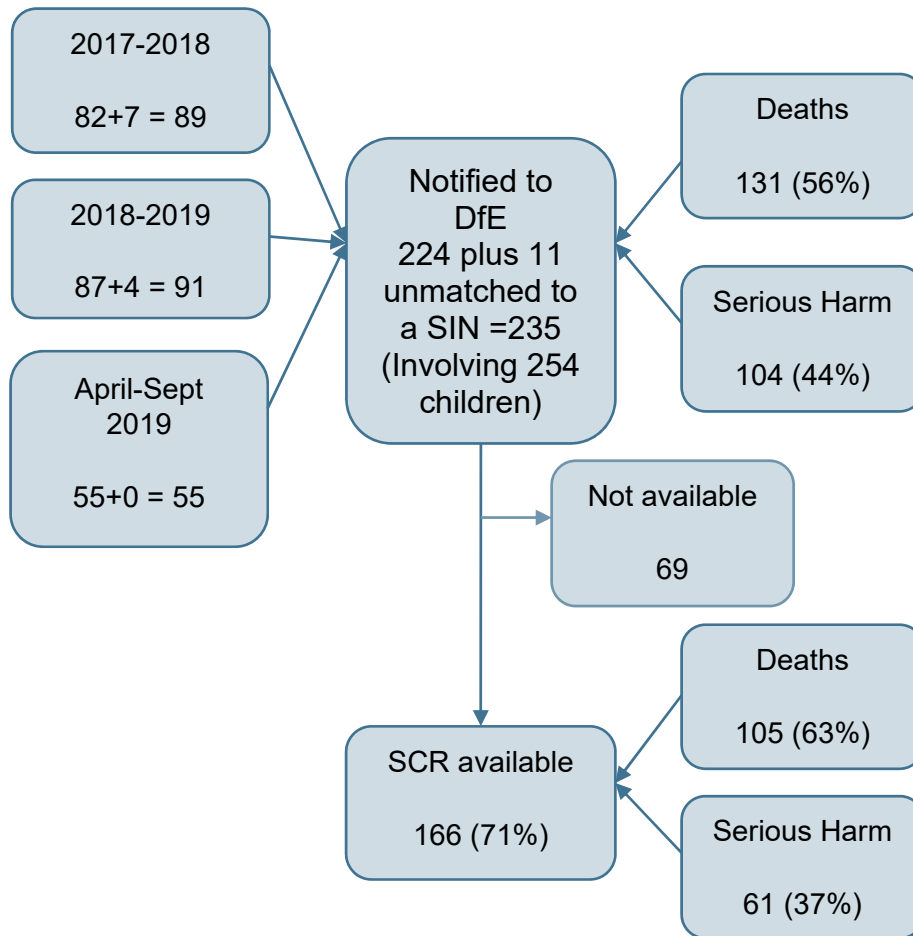 2017-2018
82+7 = 89
2018-2019
87+4 = 91
April-Sept
2019
55+0 = 55
Notified to
DfE
224 plus 11
unmatched to
a SIN =235
(Involving 254
children)
Deaths
131 (56%)
Serious Harm
104 (44%)
Not available
69
SCR available
166 (71%)
Deaths
105 (63%)
Serious Harm
61 (37%)